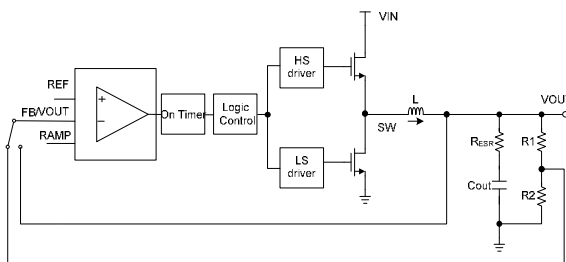 VIN
HS
driver
REF
FB/VOUT
RAMP
+
−
On Timer
Logic
Control
L
SW
VOUT
LS
driver
RESR
Cout
R1
R2